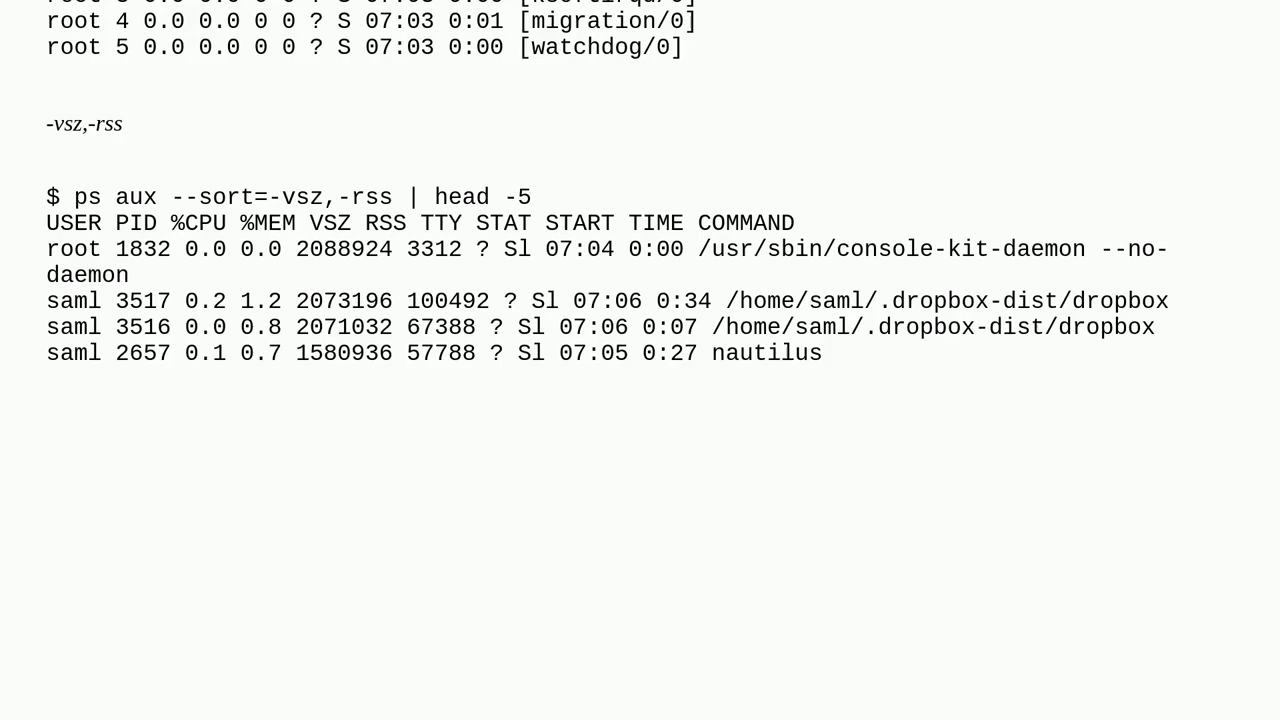 root 4 0.0 0.0 0 0 ? S 07:03 0:01 [migration/0]
root 5 0.0 0.0 0 0 ? S 07:03 0:00 [watchdog/0]
-vsz,-rss
$ ps aux --sort=-vsz,-rss | head -5
USER PID %CPU %MEM VSZ RSS TTY STAT START TIME COMMAND
root 1832 0.0 0.0 2088924 3312 ? Sl 07:04 0:00 /usr/sbin/console-kit-daemon --no-
daemon
saml 3517 0.2 1.2 2073196 100492 ? Sl 07:06 0:34 /home/saml/.dropbox-dist/dropbox
saml 3516 0.0 0.8 2071032 67388 ? Sl 07:06 0:07 /home/saml/.dropbox-dist/dropbox
saml 2657 0.1 0.7 1580936 57788 ? Sl 07:05 0:27 nautilus